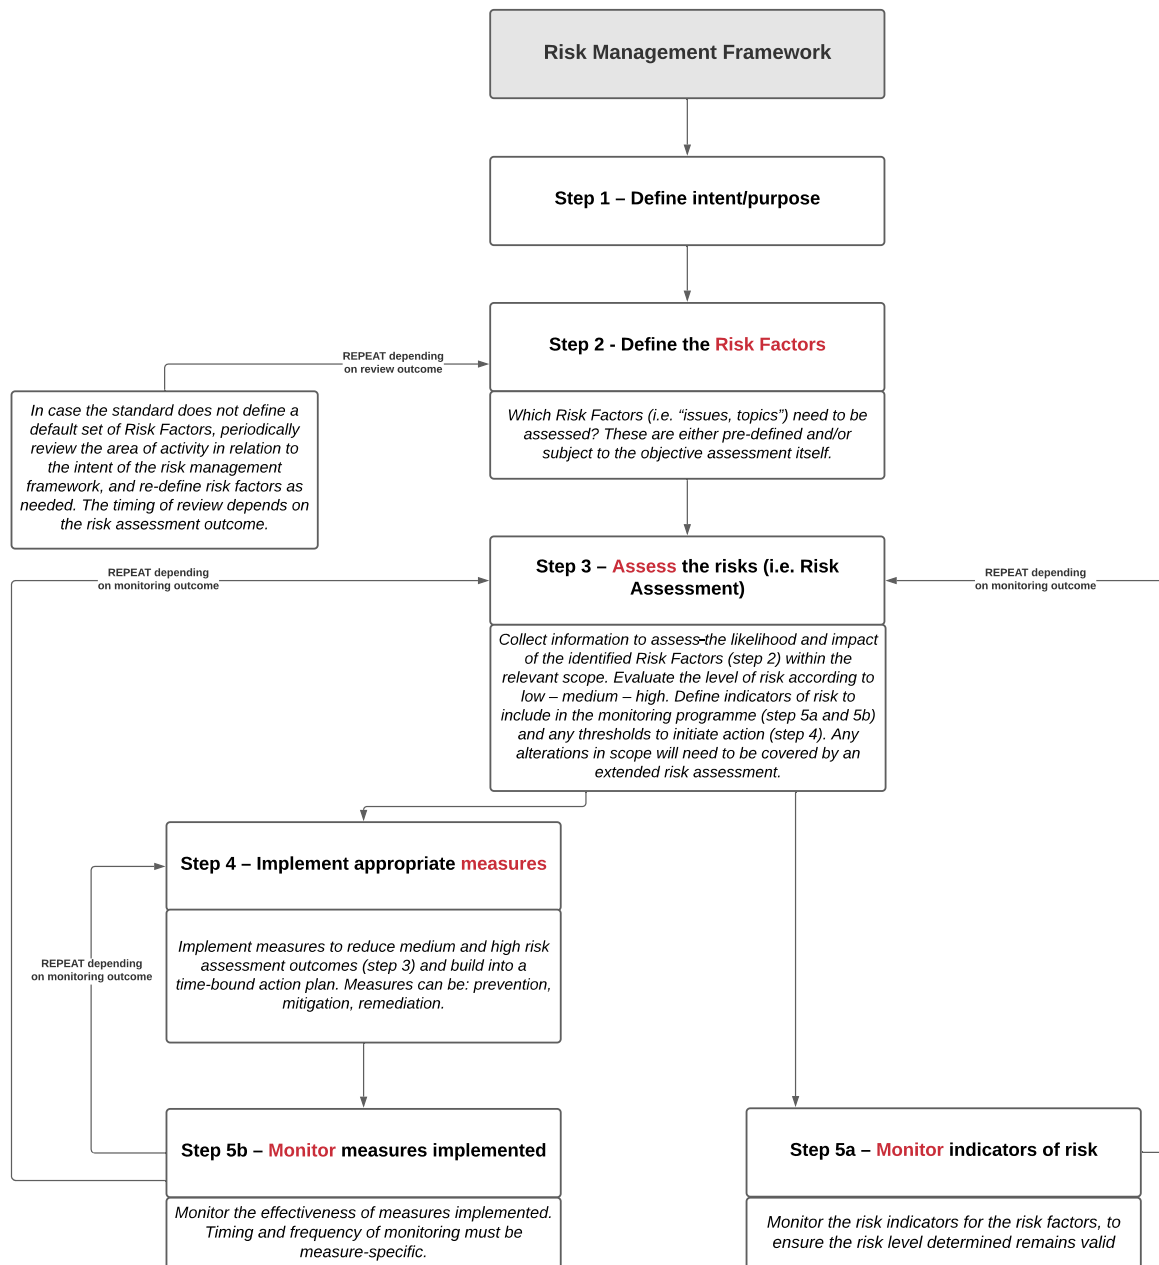 Risk Management Framework
Step 1 – Define intent/purpose
Step 2 - Define the Risk Factors
REPEAT depending
on review outcome
In case the standard does not define a
default set of Risk Factors, periodically
review the area of activity in relation to
the intent of the risk management
framework, and re-define risk factors as
needed. The timing of review depends on
the risk assessment outcome.
Which Risk Factors (i.e. “issues, topics”) need to be
assessed? These are either pre-defined and/or
subject to the objective assessment itself.
REPEAT depending
on monitoring outcome
Step 3 – Assess the risks (i.e. Risk
Assessment)
REPEAT depending
on monitoring outcome
Collect information to assess the likelihood and impact
of the identified Risk Factors (step 2) within the
relevant scope. Evaluate the level of risk according to
low – medium – high. Define indicators of risk to
include in the monitoring programme (step 5a and 5b)
and any thresholds to initiate action (step 4). Any
alterations in scope will need to be covered by an
extended risk assessment.
Step 4 – Implement appropriate measures
REPEAT depending
on monitoring outcome
Implement measures to reduce medium and high risk
assessment outcomes (step 3) and build into a
time-bound action plan. Measures can be: prevention,
mitigation, remediation.
Step 5b – Monitor measures implemented
Monitor the effectiveness of measures implemented.
Timing and frequency of monitoring must be
measure-specific.
Step 5a – Monitor indicators of risk
Monitor the risk indicators for the risk factors, to
ensure the risk level determined remains valid